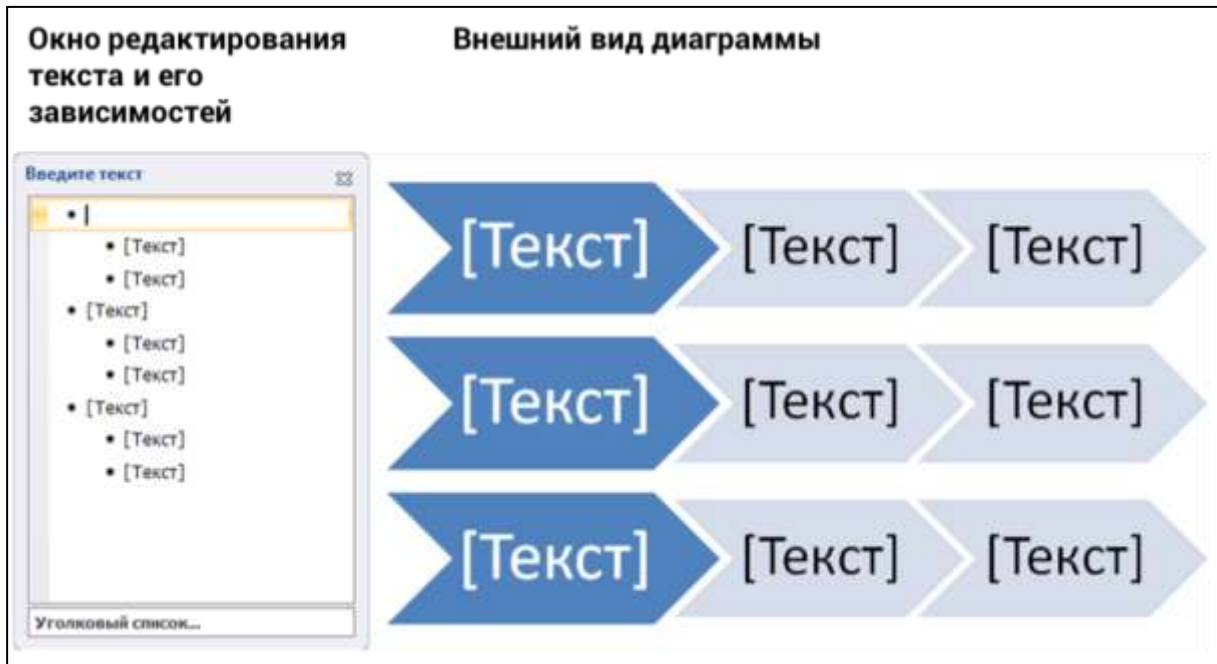 Окно редактирования
текста и его
зависимостей
Внешний вид диаграммы
Введите текст
•
• [Текст]
• [Текст]
• [Текст]
• [Текст]
• [Текст]
• [Текст]
• [Текст]
• [Текст]
Уголковый список...
[Текст] [Текст] [Текст]
[Текст] [Текст] [Текст]
[Текст] [Текст] [Текст]